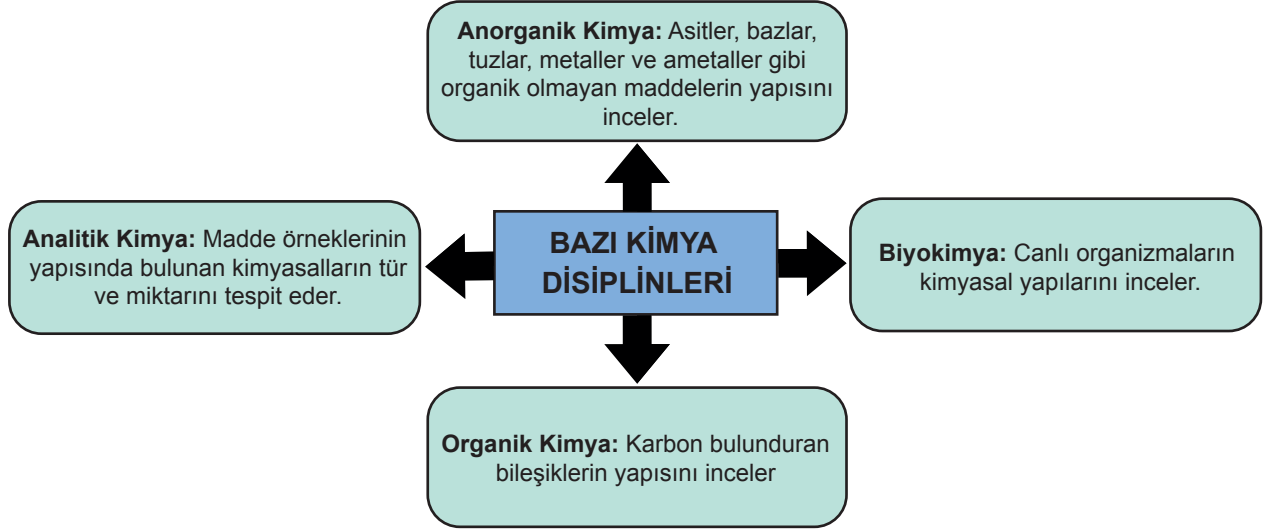 Anorganik Kimya: Asitler, bazlar,
tuzlar, metaller ve ametaller gibi
organik olmayan maddelerin yapısını
inceler.
Analitik Kimya: Madde örneklerinin
yapısında bulunan kimyasalların tür
ve miktarını tespit eder.
BAZI KİMYA
DİSİPLİNLERİ
Biyokimya: Canlı organizmaların
kimyasal yapılarını inceler.
Organik Kimya: Karbon bulunduran
bileşiklerin yapısını inceler